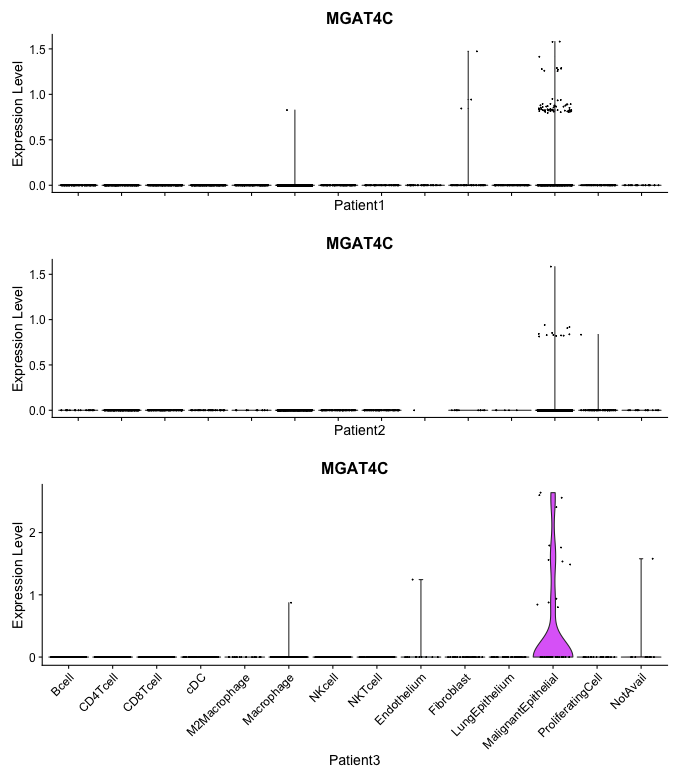 MGAT4C
Expression Level
1.5
1.0
0.5
0.0
Patient1
MGAT4C
Expression Level
1.5
1.0
0.5
0.0
Patient2
MGAT4C
Expression Level
2
1
0
Bcell
CD4Tcell
CD8Tcell
cDC
M2Macrophage
Macrophage
NKcell
NKTcell
Endothelium
Fibroblast
LungEpithelium
MalignantEpithelial
ProliferatingCell
NotAvail
Patient3